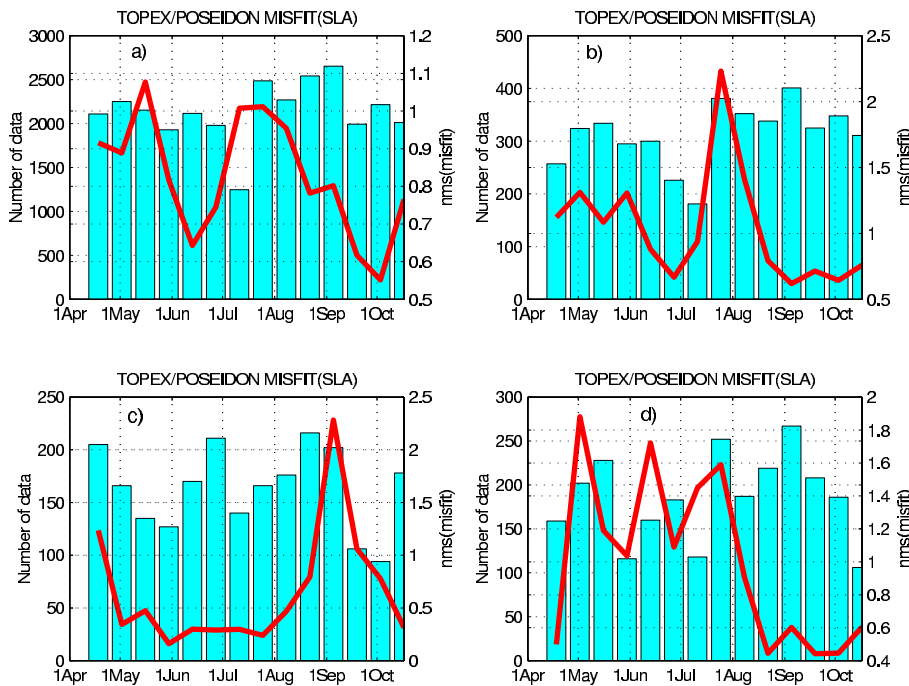 TOPEX/POSEIDON MISFIT(SLA)
3000
2500
2000
1500
1000
500
0
Number of data
a)
1.2
1.1
1
0.9
0.8
0.7
0.6
0.5
rms(misfit)
1Apr 1May 1Jun 1Jul 1Aug 1Sep 1Oct
TOPEX/POSEIDON MISFIT(SLA)
500
400
300
200
100
0
Number of data
b)
2.5
2
1.5
1
0.5
rms(misfit)
1Apr 1May 1Jun 1Jul 1Aug 1Sep 1Oct
TOPEX/POSEIDON MISFIT(SLA)
250
200
150
100
50
0
Number of data
c)
2.5
2
1.5
1
0.5
0
rms(misfit)
1Apr 1May 1Jun 1Jul 1Aug 1Sep 1Oct
TOPEX/POSEIDON MISFIT(SLA)
300
250
200
150
100
50
0
Number of data
d)
2
1.8
1.6
1.4
1.2
1
0.8
0.6
0.4
rms(misfit)
1Apr 1May 1Jun 1Jul 1Aug 1Sep 1Oct